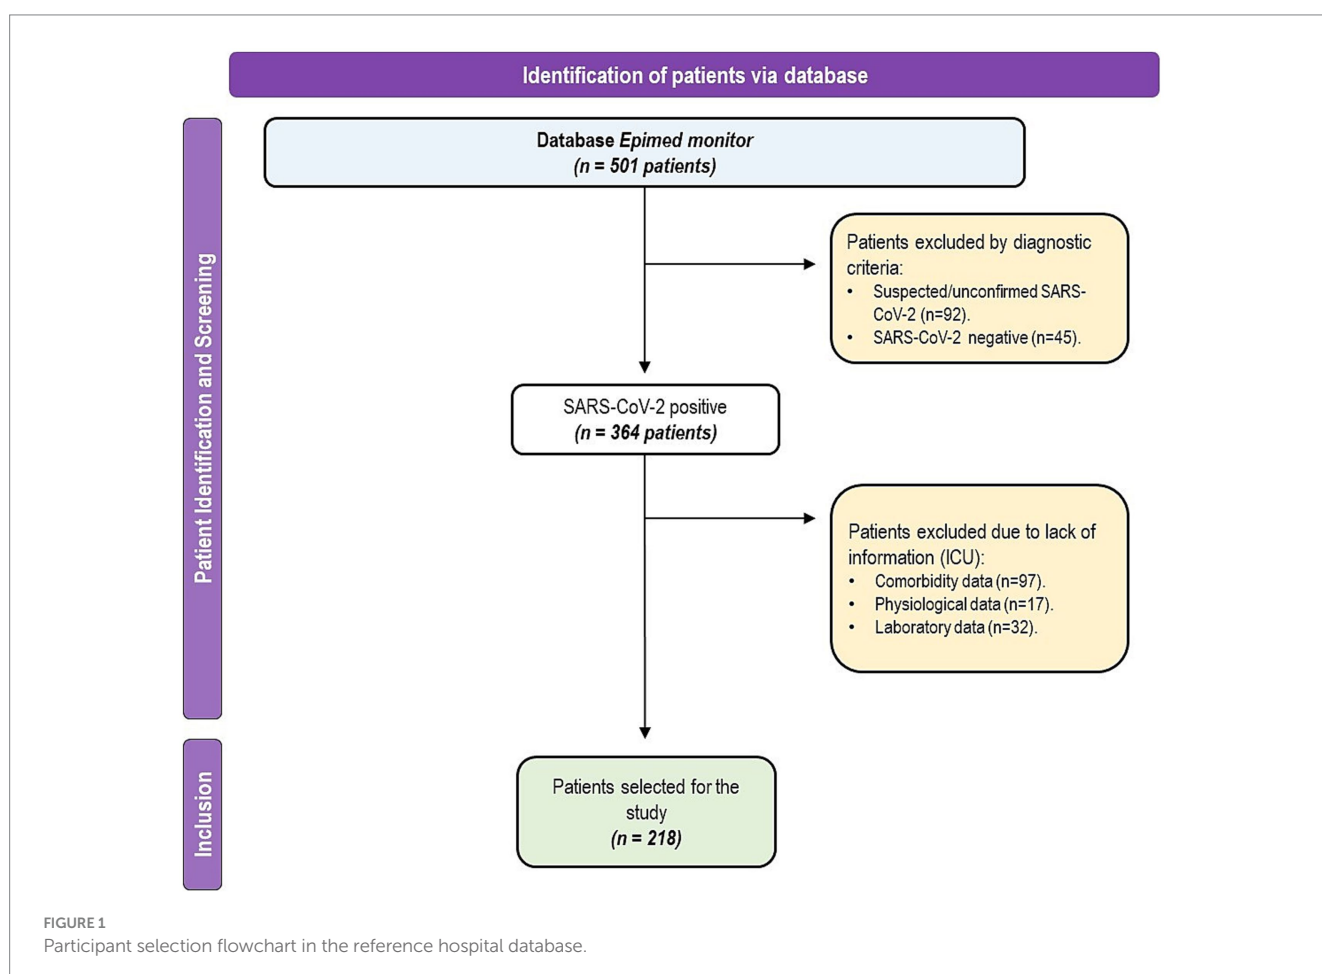 Identification of patients via database
Patient Identification and Screening
Database Epimed monitor
(n = 501 patients)
Patients excluded by diagnostic
criteria:
• Suspected/unconfirmed SARS-
CoV-2 (n=92).
• SARS-CoV-2 negative (n=45).
SARS-CoV-2 positive
(n = 364 patients)
Patients excluded due to lack of
information (ICU):
• Comorbidity data (n=97).
• Physiological data (n=17).
• Laboratory data (n=32).
Inclusion
Patients selected for the
study
(n = 218)
FIGURE 1
Participant selection flowchart in the reference hospital database.